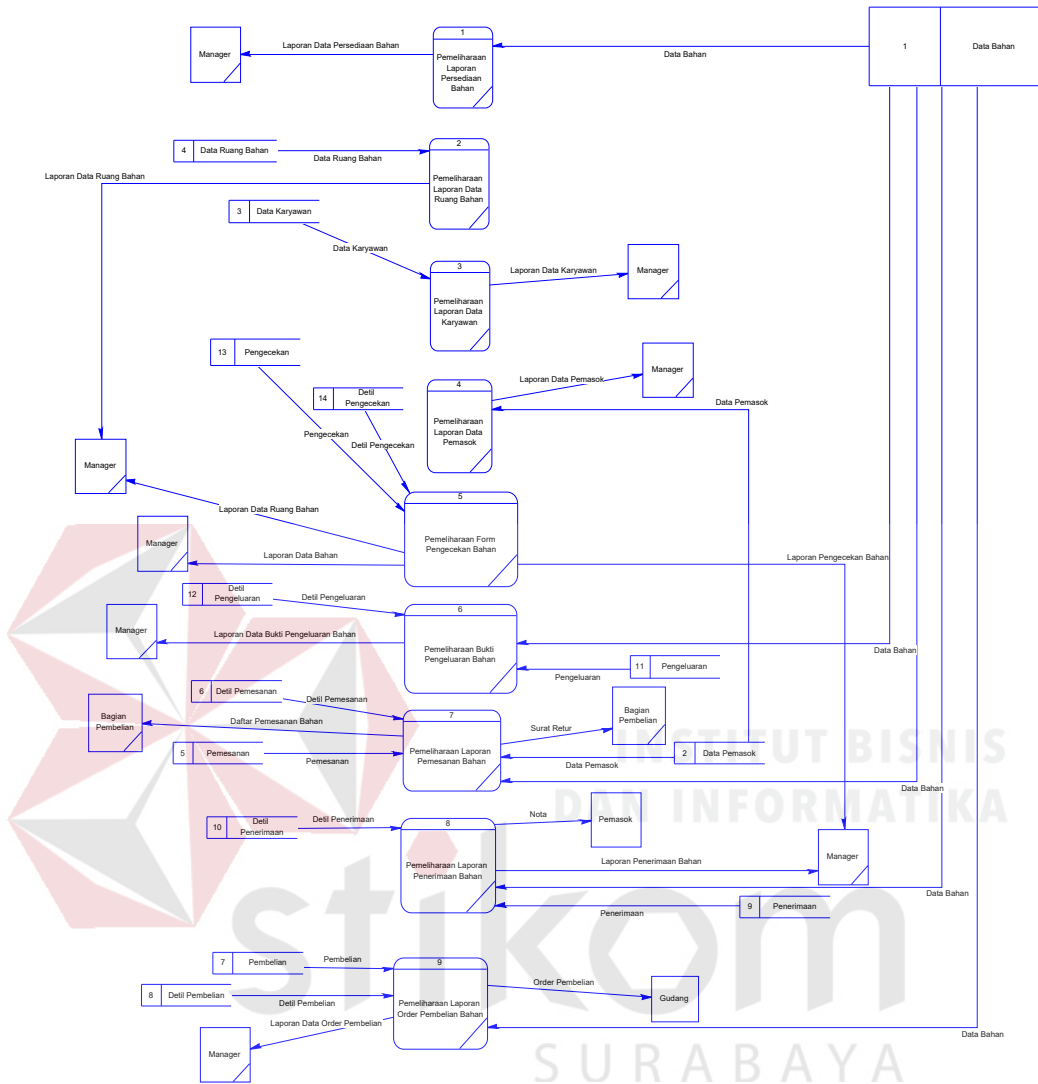 1
Data Bahan
Manager
Laporan Data Persediaan Bahan
1
Pemeliharaan
Laporan
Persediaan
Bahan
Data Bahan
4
Data Ruang Bahan
Data Ruang Bahan
2
Pemeliharaan
Laporan Data
Ruang Bahan
Laporan Data Ruang Bahan
3
Data Karyawan
Data Karyawan
3
Pemeliharaan
Laporan Data
Karyawan
Laporan Data Karyawan
Manager
13
Pengecekan
Pengecekan
14
Detil
Pengecekan
Detil Pengecekan
4
Pemeliharaan
Laporan Data
Pemasok
Laporan Data Pemasok
Manager
Data Pemasok
Manager
Laporan Data Ruang Bahan
5
Pemeliharaan Form
Pengecekan Bahan
Manager
Laporan Data Bahan
Laporan Pengecekan Bahan
12
Detil
Pengeluaran
Detil Pengeluaran
6
Pemeliharaan Bukti
Pengeluaran Bahan
Manager
Laporan Data Bukti Pengeluaran Bahan
Data Bahan
11
Pengeluaran
Pengeluaran
6
Detil Pemesanan
Detil Pemesanan
Bagian
Pembelian
Daftar Pemesanan Bahan
7
Pemeliharaan Laporan
Pemesanan Bahan
Surat Retur
Bagian
Pembelian
5
Pemesanan
Pemesanan
2
Data Pemasok
Data Pemasok
Data Bahan
INSTITUT BISNIS
DAN INFORMATIKA
10
Detil
Penerimaan
Detil Penerimaan
8
Pemeliharaan Laporan
Penerimaan Bahan
Nota
Pemasok
Laporan Penerimaan Bahan
Manager
Data Bahan
9
Penerimaan
Penerimaan
stikom
7
Pembelian
Pembelian
8
Detil Pembelian
Detil Pembelian
9
Pemeliharaan Laporan
Order Pembelian Bahan
Order Pembelian
Gudang
Laporan Data Order Pembelian
Manager
Data Bahan
SURABAYA